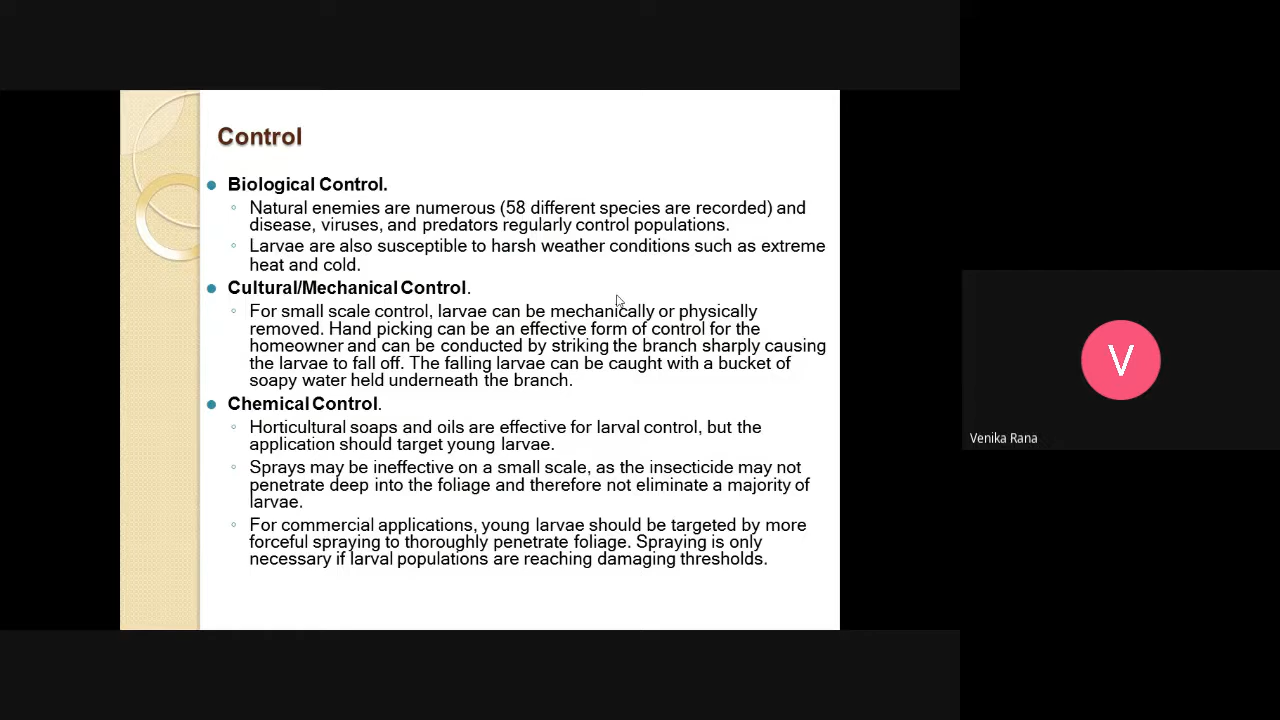 Control
Biological Control.
Natural enemies are numerous (58 different species are recorded) and
disease, viruses, and predators regularly control populations.
Larvae are also susceptible to harsh weather conditions such as extreme
heat and cold.
Cultural/Mechanical Control.
For small scale control, larvae can be mechanically or physically
removed. Hand picking can be an effective form of control for the
homeowner and can be conducted by striking the branch sharply causing
the larvae to fall off. The falling larvae can be caught with a bucket of
soapy water held underneath the branch.
Chemical Control.
Horticultural soaps and oils are effective for larval control, but the
application should target young larvae.
Sprays may be ineffective on a small scale, as the insecticide may not
penetrate deep into the foliage and therefore not eliminate a majority of
larvae.
For commercial applications, young larvae should be targeted by more
forceful spraying to thoroughly penetrate foliage. Spraying is only
necessary if larval populations are reaching damaging thresholds.
V
Venika Rana